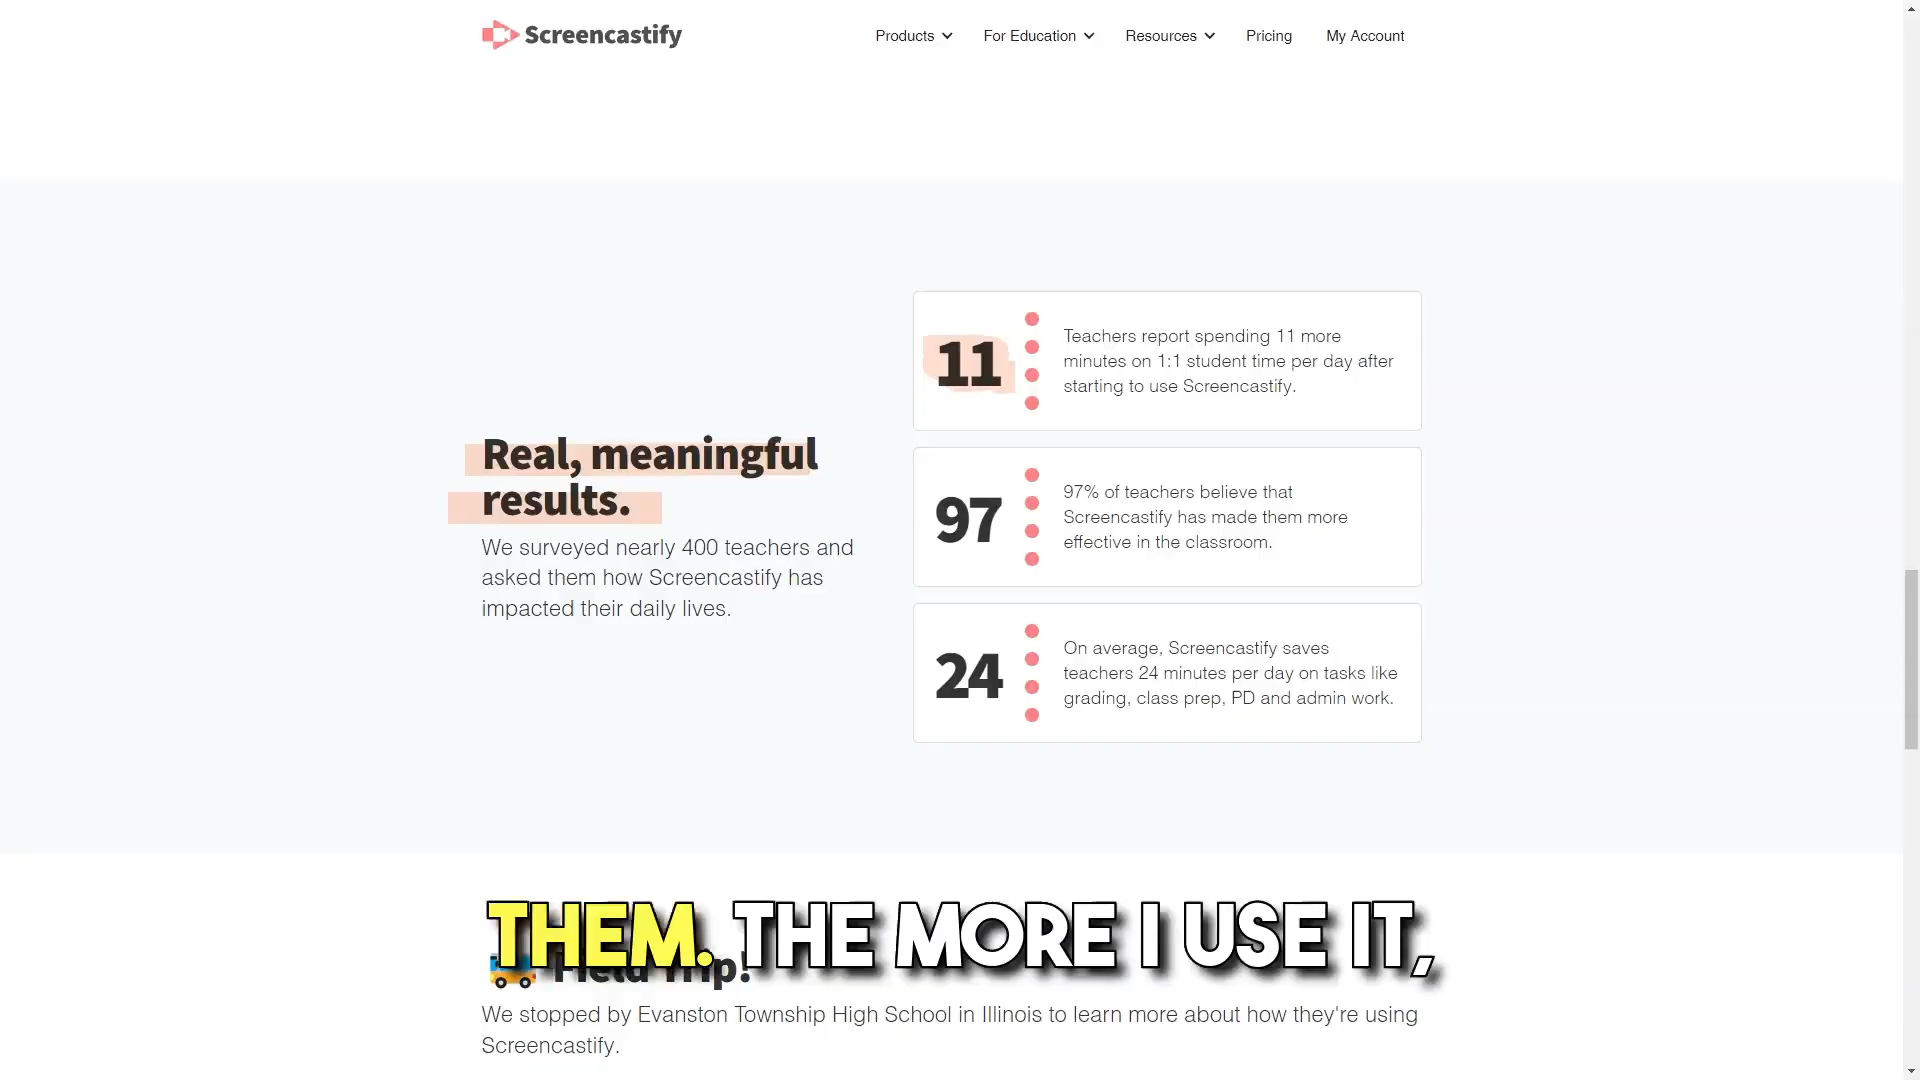 Screencastify
Products
For Education
Resources
Pricing
My Account
Real, meaningful
results.
We surveyed nearly 400 teachers and
asked them how Screencastify has
impacted their daily lives.
11
Teachers report spending 11 more
minutes on 1:1 student time per day after
starting to use Screencastify.
97
97% of teachers believe that
Screencastify has made them more
effective in the classroom.
24
On average, Screencastify saves
teachers 24 minutes per day on tasks like
grading, class prep, PD and admin work.
THEM. THE MORE I USE IT,
Field Trip!
We stopped by Evanston Township High School in Illinois to learn more about how they're using
Screencastify.